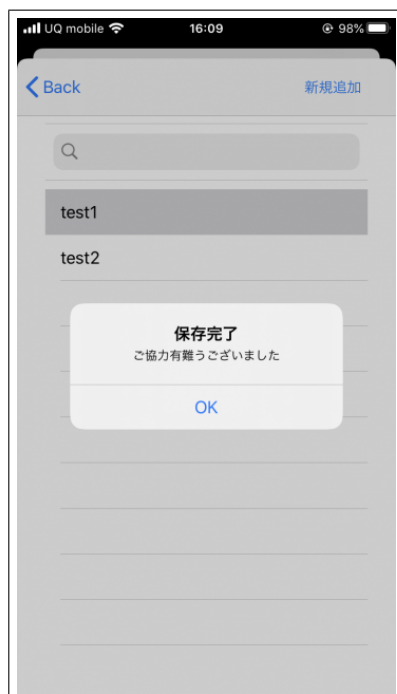 UQ mobile 16:09 98%
Back 新規追加
test1
test2
保存完了
ご協力有難うございました
OK